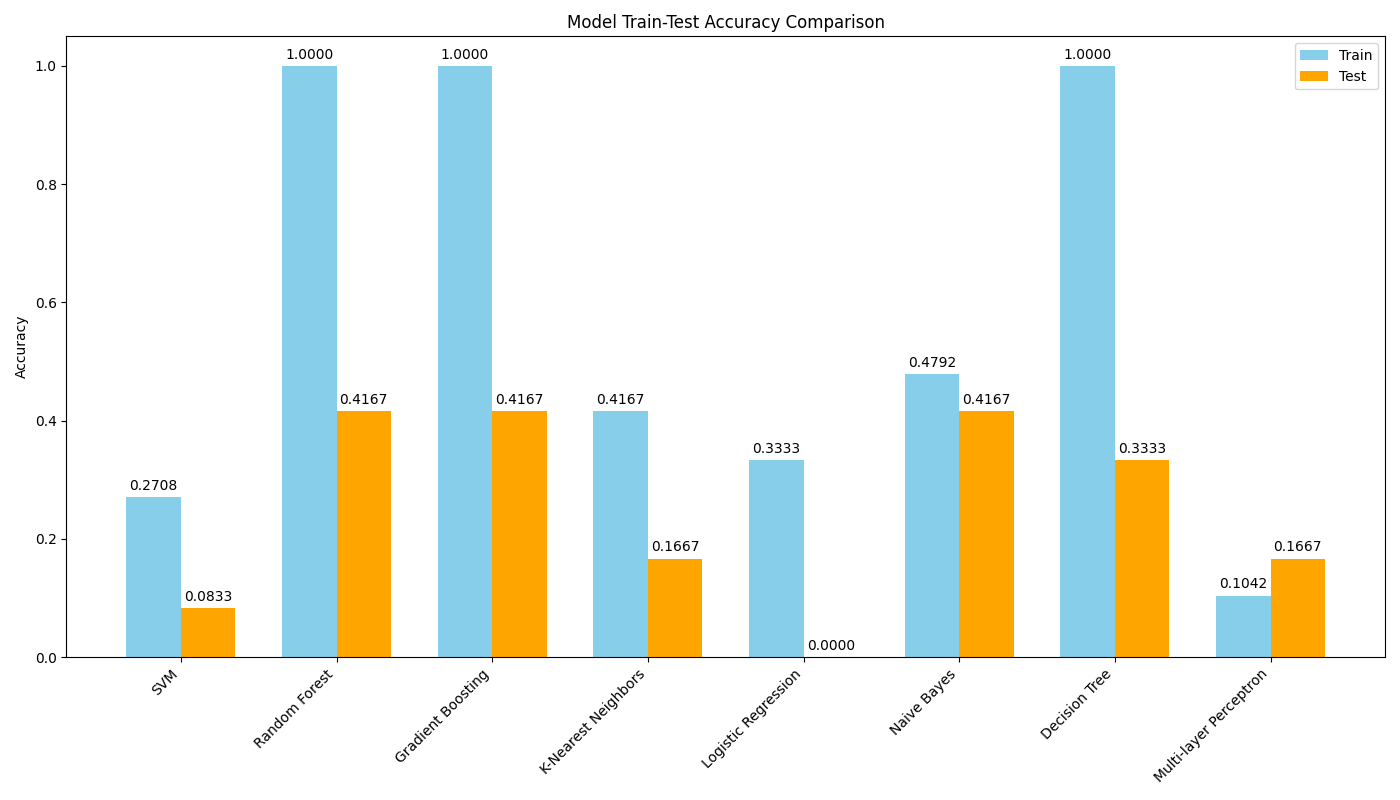 Model Train-Test Accuracy Comparison
Train
Test
Accuracy
1.0
0.8
0.6
0.4
0.2
0.0
0.2708
0.0833
1.0000
0.4167
1.0000
0.4167
0.4167
0.1667
0.3333
0.0000
0.4792
0.4167
1.0000
0.3333
0.1042
0.1667
SVM
Random Forest
Gradient Boosting
K-Nearest Neighbors
Logistic Regression
Naive Bayes
Decision Tree
Multi-layer Perceptron